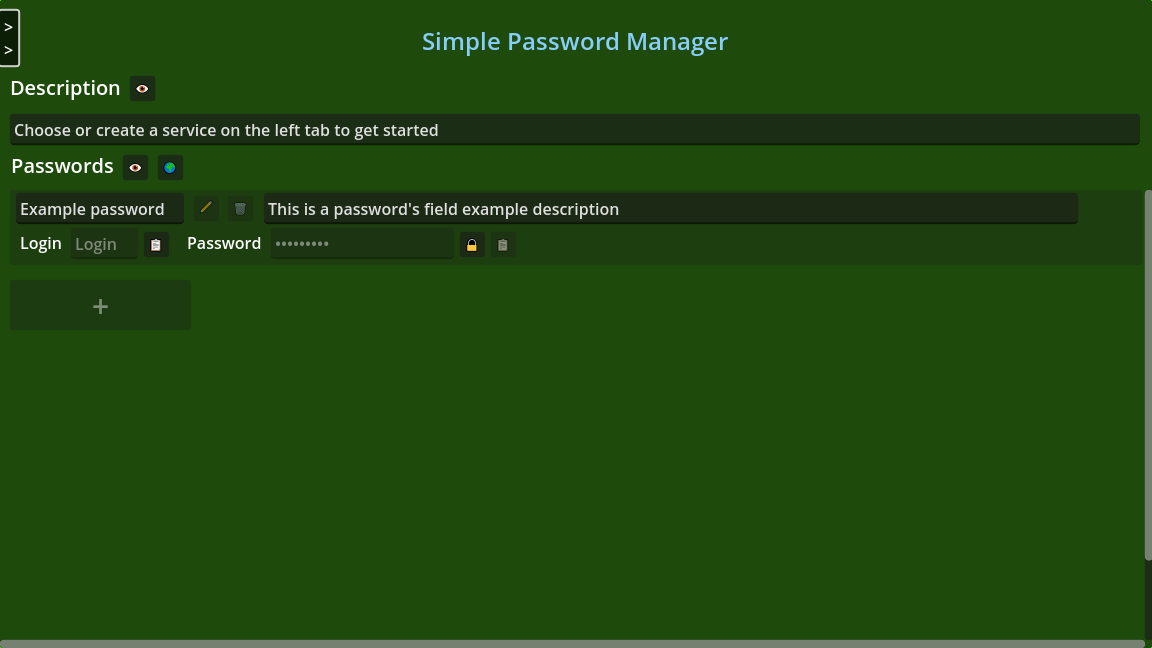 >
>
Simple Password Manager
Description
Choose or create a service on the left tab to get started
Passwords
Example password This is a password's field example description
Login Login Password •••••••••
+